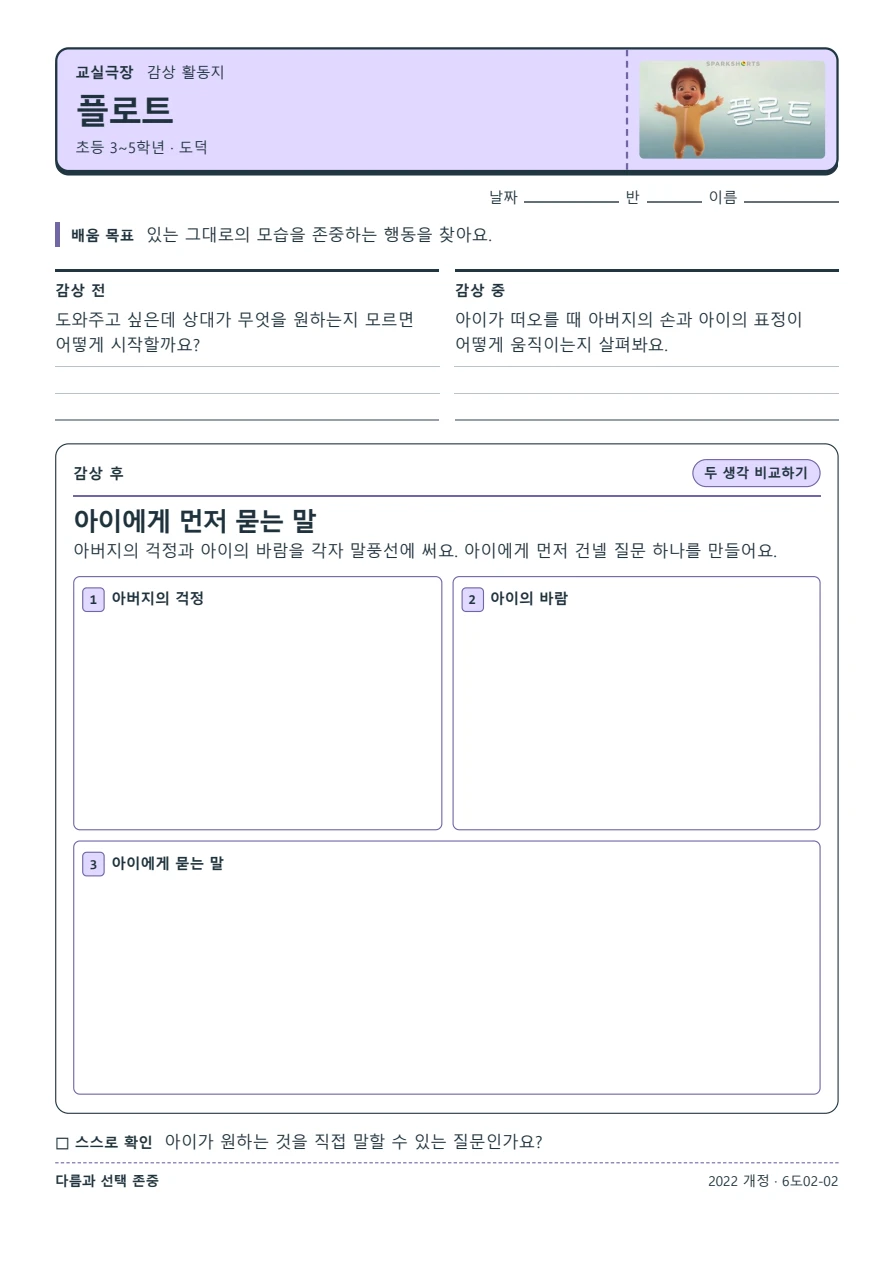 교실극장 감상 활동지
플로트
초등 3~5학년 · 도덕
SPARKSHORTS
플로트
날짜 반 이름
배움 목표 있는 그대로의 모습을 존중하는 행동을 찾아요.
감상 전
도와주고 싶은데 상대가 무엇을 원하는지 모르면
어떻게 시작할까요?
감상 중
아이가 떠오를 때 아버지의 손과 아이의 표정이
어떻게 움직이는지 살펴봐요.
감상 후
두 생각 비교하기
아이에게 먼저 묻는 말
아버지의 걱정과 아이의 바람을 각자 말풍선에 써요. 아이에게 먼저 건넬 질문 하나를 만들어요.
1 아버지의 걱정
2 아이의 바람
3 아이에게 묻는 말
□ 스스로 확인 아이가 원하는 것을 직접 말할 수 있는 질문인가요?
다름과 선택 존중
2022 개정 · 6도02-02